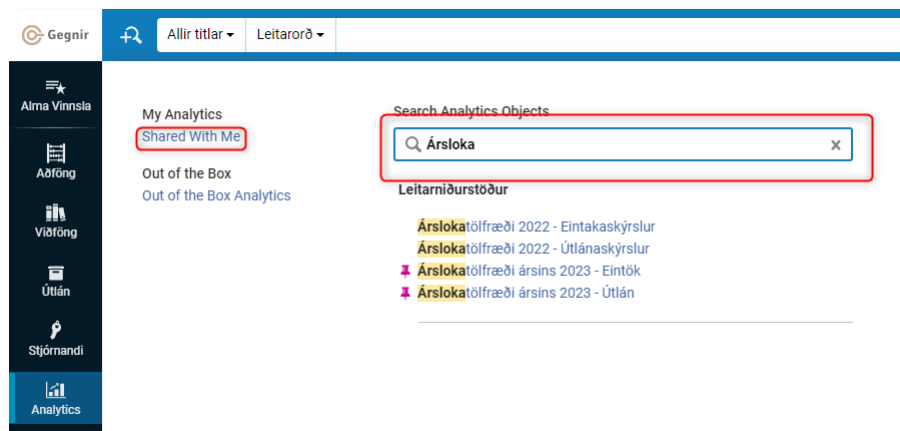 Gegnir
Allir titlar
Leitarorð
Alma Vinnsla
Aðföng
Viðföng
Útlán
Stjórnandi
Analytics
My Analytics
Shared With Me
Out of the Box
Out of the Box Analytics
Search Analytics Objects
Ársloka
Leitarniðurstöður
Árslokatölfræði 2022 - Eintakaskýrslur
Árslokatölfræði 2022 - Útlánaskýrslur
Árslokatölfræði ársins 2023 - Eintök
Árslokatölfræði ársins 2023 - Útlán